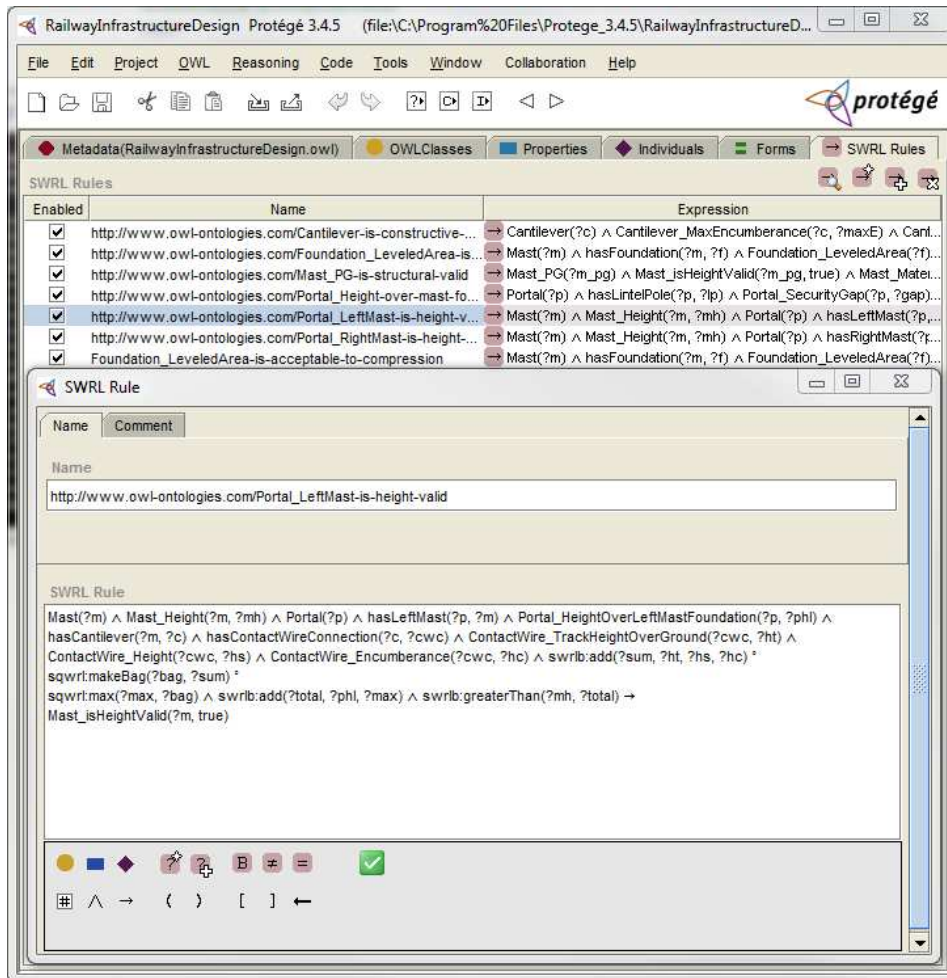 RailwayInfrastructureDesign Protégé 3.4.5 (file:\C:\Program%20Files\Protege_3.4.5\RailwayInfrastructureD...
File Edit Project OWL Reasoning Code Tools Window Collaboration Help
protégé
Metadata(RailwayInfrastructureDesign.owl) OWLClasses Properties Individuals Forms SWRL Rules
SWRL Rules
Enabled Name Expression
http://www.owl-ontologies.com/Cantilever-is-constructive-... Cantilever(?c) ∧ Cantilever_MaxEncumberance(?c, ?maxE) ∧ Canl...
http://www.owl-ontologies.com/Foundation_LeveledArea-is... Mast(?m) ∧ hasFoundation(?m, ?f) ∧ Foundation_LeveledArea(?f)...
http://www.owl-ontologies.com/Mast_PG-is-structural-valid Mast_PG(?m_pg) ∧ Mast_isHeightValid(?m_pg, true) ∧ Mast_Mater...
http://www.owl-ontologies.com/Portal_Height-over-mast-fo... Portal(?p) ∧ hasLintelPole(?p, ?lp) ∧ Portal_SecurityGap(?p, ?gap)...
http://www.owl-ontologies.com/Portal_LeftMast-is-height-v... Mast(?m) ∧ Mast_Height(?m, ?mh) ∧ Portal(?p) ∧ hasLeftMast(?p,...
http://www.owl-ontologies.com/Portal_RightMast-is-height-... Mast(?m) ∧ Mast_Height(?m, ?mh) ∧ Portal(?p) ∧ hasRightMast(?p...
Foundation_LeveledArea-is-acceptable-to-compression Mast(?m) ∧ hasFoundation(?m, ?f) ∧ Foundation_LeveledArea(?f)...
SWRL Rule
Name Comment
Name
http://www.owl-ontologies.com/Portal_LeftMast-is-height-valid
SWRL Rule
Mast(?m) ∧ Mast_Height(?m, ?mh) ∧ Portal(?p) ∧ hasLeftMast(?p, ?m) ∧ Portal_HeightOverLeftMastFoundation(?p, ?phl) ∧
hasCantilever(?m, ?c) ∧ hasContactWireConnection(?c, ?cwc) ∧ ContactWire_TrackHeightOverGround(?cwc, ?ht) ∧
ContactWire_Height(?cwc, ?hs) ∧ ContactWire_Encumberance(?cwc, ?hc) ∧ swrlb:add(?sum, ?ht, ?hs, ?hc) °
sqwrl:makeBag(?bag, ?sum) °
sqwrl:max(?max, ?bag) ∧ swrlb:add(?total, ?phl, ?max) ∧ swrlb:greaterThan(?mh, ?total) →
Mast_isHeightValid(?m, true)
? ? B ≠ =
# ∧ → ( ) [ ] ←